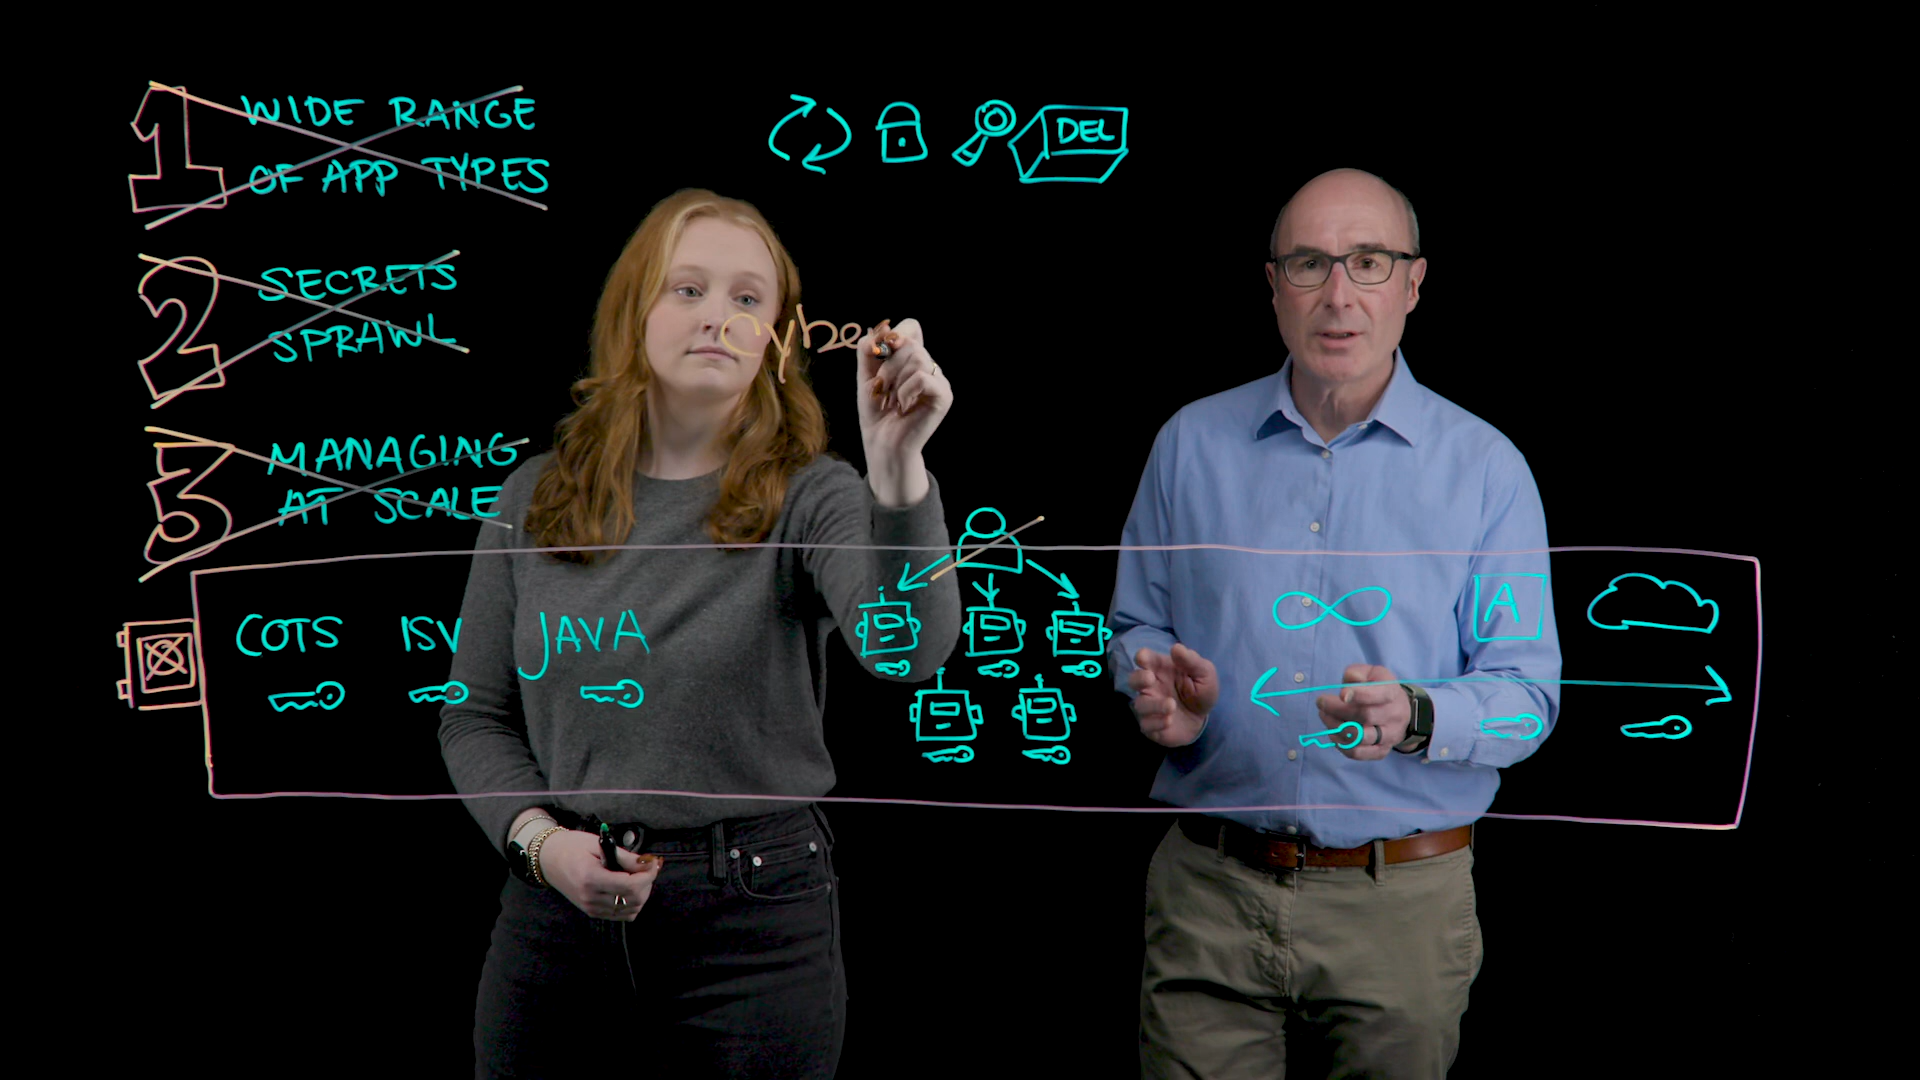 1 WIDE RANGE
OF APP TYPES
DEL
2 SECRETS
SPRAWL
Cyber
3 MANAGING
AT SCALE
COTS ISV JAVA
A